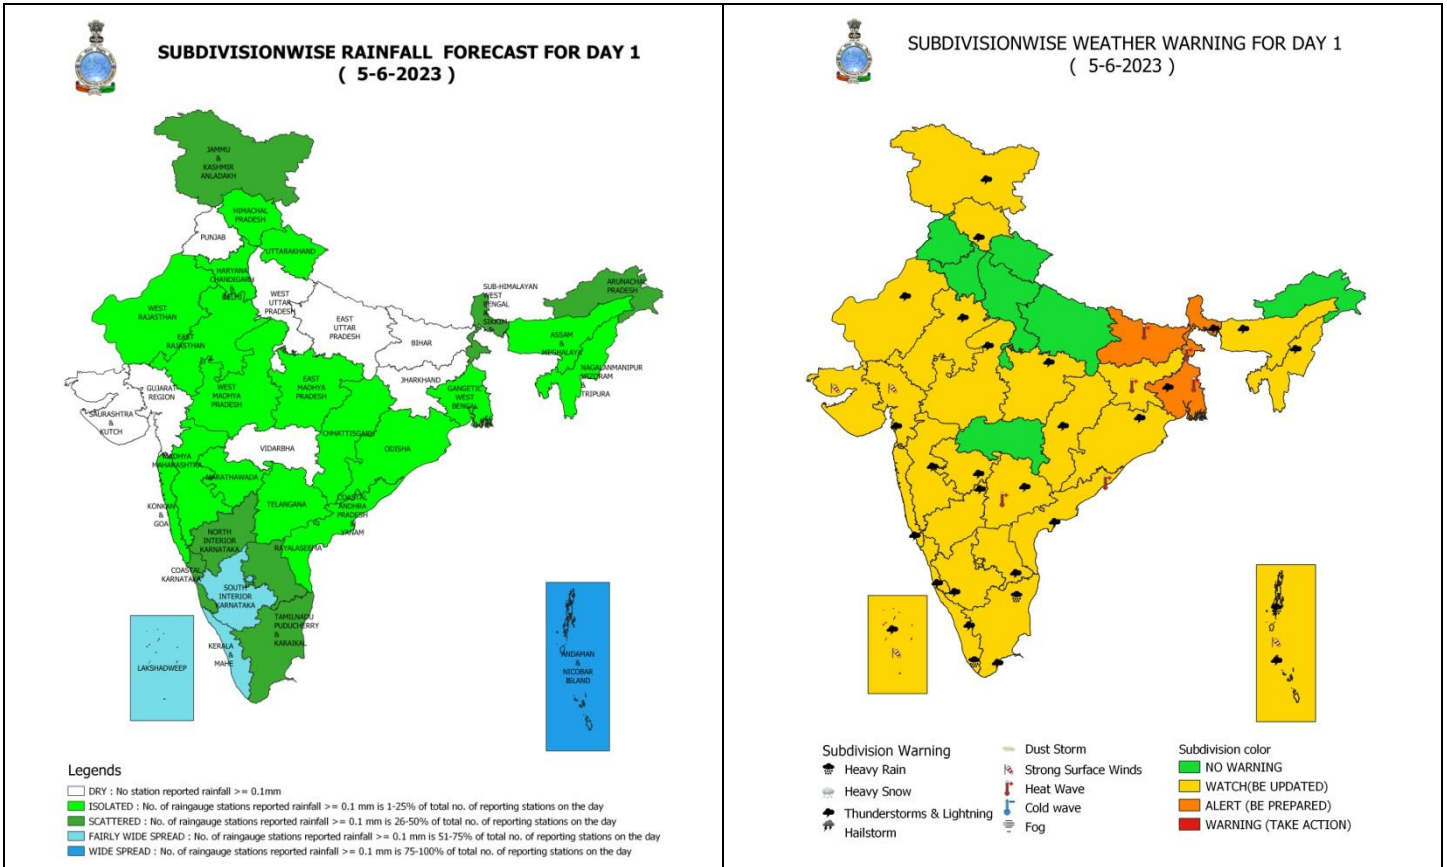 SUBDIVISIONWISE RAINFALL FORECAST FOR DAY 1
( 5-6-2023 )
JAMMU
&
KASHMIR
ANLADAKH
HIMACHAL
PRADESH
PUNJAB
UTTARAKHAND
HARYANA
CHANDIGARH
&
DELHI
WEST
UTTAR
PRADESH
EAST
UTTAR
PRADESH
WEST
RAJASTHAN
EAST
RAJASTHAN
BIHAR
SUB-HIMALAYAN
WEST
BENGAL
&
SIKKIM
ARUNACHAL
PRADESH
ASSAM
&
MEGHALAYA
NAGALANMANIPUR
MIZORAM
&
TRIPURA
JHARKHAND
GANGETIC
WEST
BENGAL
GUJARAT
REGION
SAURASHTRA
&
KUTCH
WEST
MADHYA
PRADESH
EAST
MADHYA
PRADESH
CHHATTISGARH
ODISHA
VIDARBHA
MADHYA
MAHARASHTRA
MARATHAWADA
KONKAN
&
GOA
TELANGANA
COASTAL
ANDHRA
PRADESH
&
YANAM
NORTH
INTERIOR
KARNATAKA
RAYALASEEMA
COASTAL
KARNATAKA
SOUTH
INTERIOR
KARNATAKA
TAMILNADU
PUDUCHERRY
&
KARAIKAL
KERALA
&
MAHE
LAKSHADWEEP
ANDAMAN
&
NICOBAR
ISLAND
Legends
DRY : No station reported rainfall >= 0.1mm
ISOLATED : No. of raingauge stations reported rainfall >= 0.1 mm is 1-25% of total no. of reporting stations on the day
SCATTERED : No. of raingauge stations reported rainfall >= 0.1 mm is 26-50% of total no. of reporting stations on the day
FAIRLY WIDE SPREAD : No. of raingauge stations reported rainfall >= 0.1 mm is 51-75% of total no. of reporting stations on the day
WIDE SPREAD : No. of raingauge stations reported rainfall >= 0.1 mm is 75-100% of total no. of reporting stations on the day
SUBDIVISIONWISE WEATHER WARNING FOR DAY 1
( 5-6-2023 )
Subdivision Warning
Heavy Rain
Heavy Snow
Thunderstorms & Lightning
Hailstorm
Dust Storm
Strong Surface Winds
Heat Wave
Cold wave
Fog
Subdivision color
NO WARNING
WATCH(BE UPDATED)
ALERT (BE PREPARED)
WARNING (TAKE ACTION)